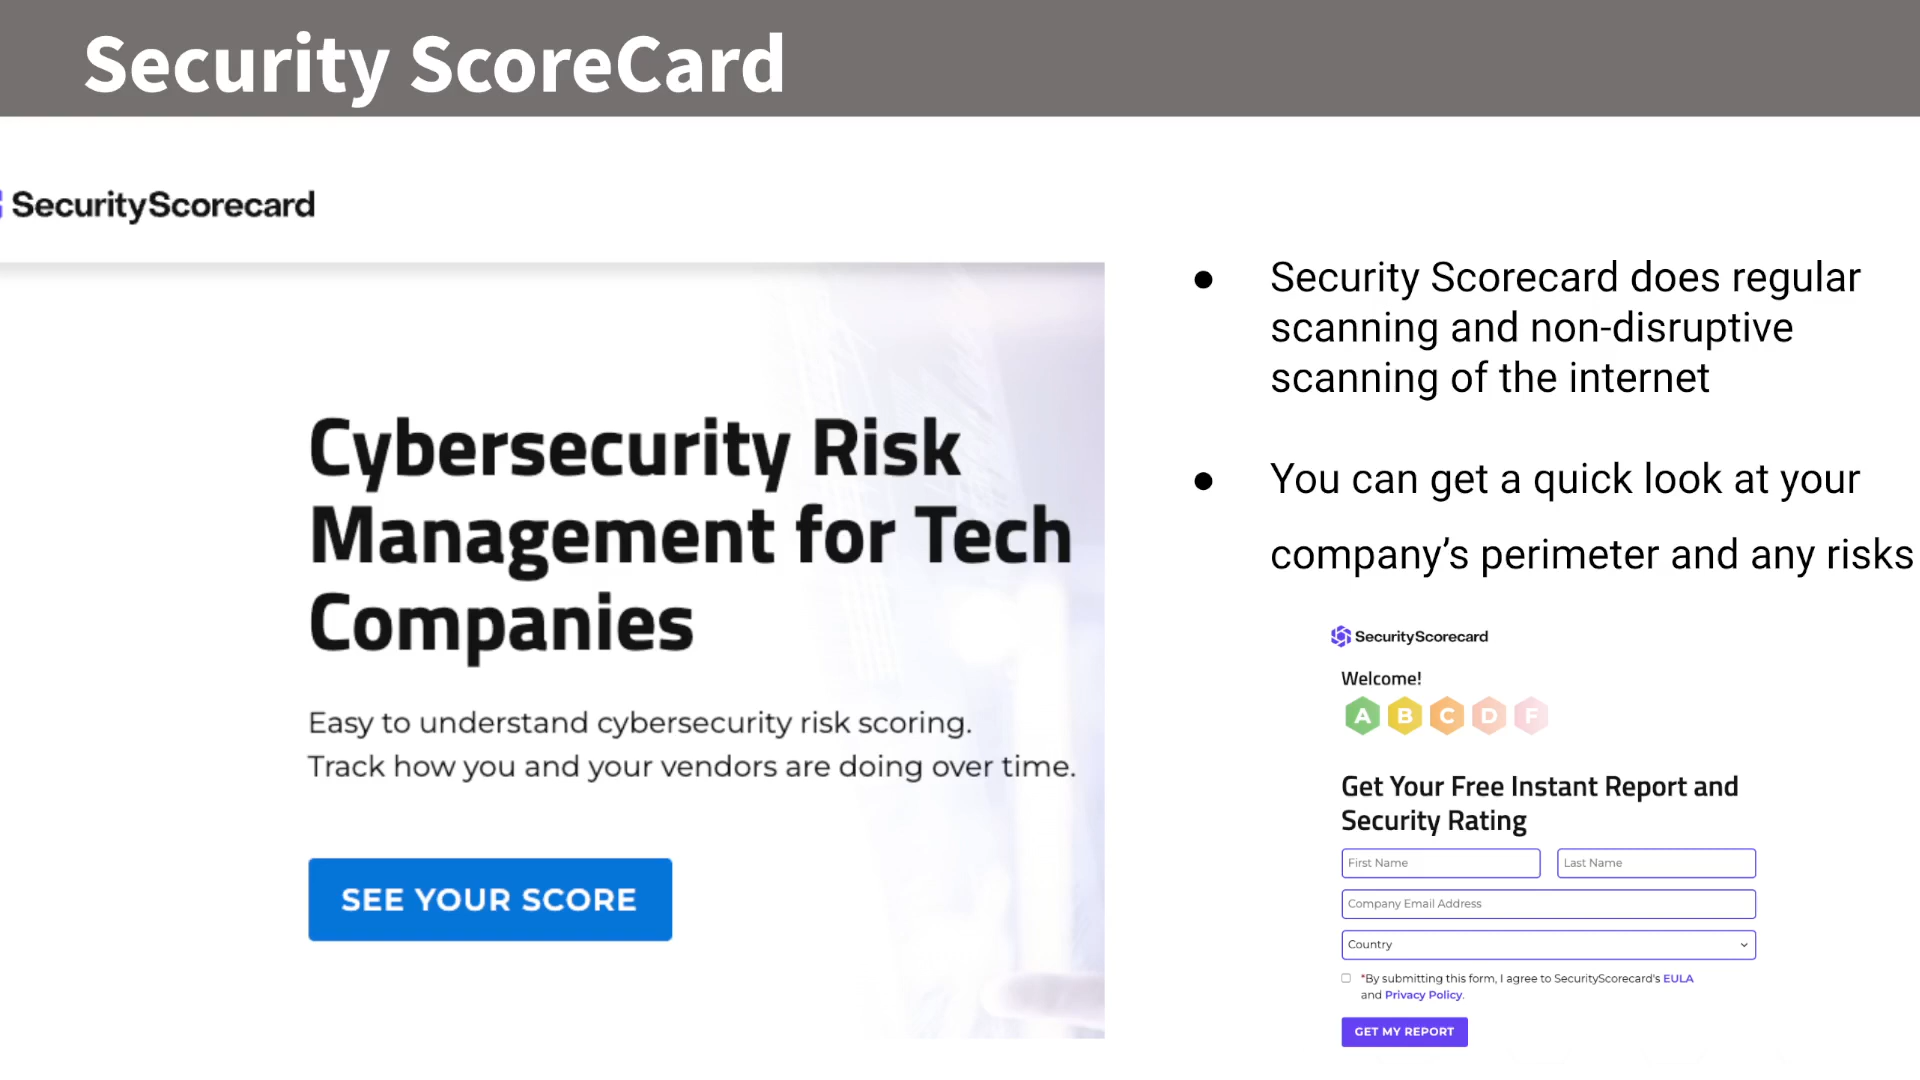 Security ScoreCard
SecurityScorecard
Cybersecurity Risk
Management for Tech
Companies
Easy to understand cybersecurity risk scoring.
Track how you and your vendors are doing over time.
SEE YOUR SCORE
● Security Scorecard does regular
scanning and non-disruptive
scanning of the internet
● You can get a quick look at your
company’s perimeter and any risks
SecurityScorecard
Welcome!
A B C D F
Get Your Free Instant Report and
Security Rating
First Name Last Name
Company Email Address
Country
*By submitting this form, I agree to SecurityScorecard's EULA
and Privacy Policy.
GET MY REPORT